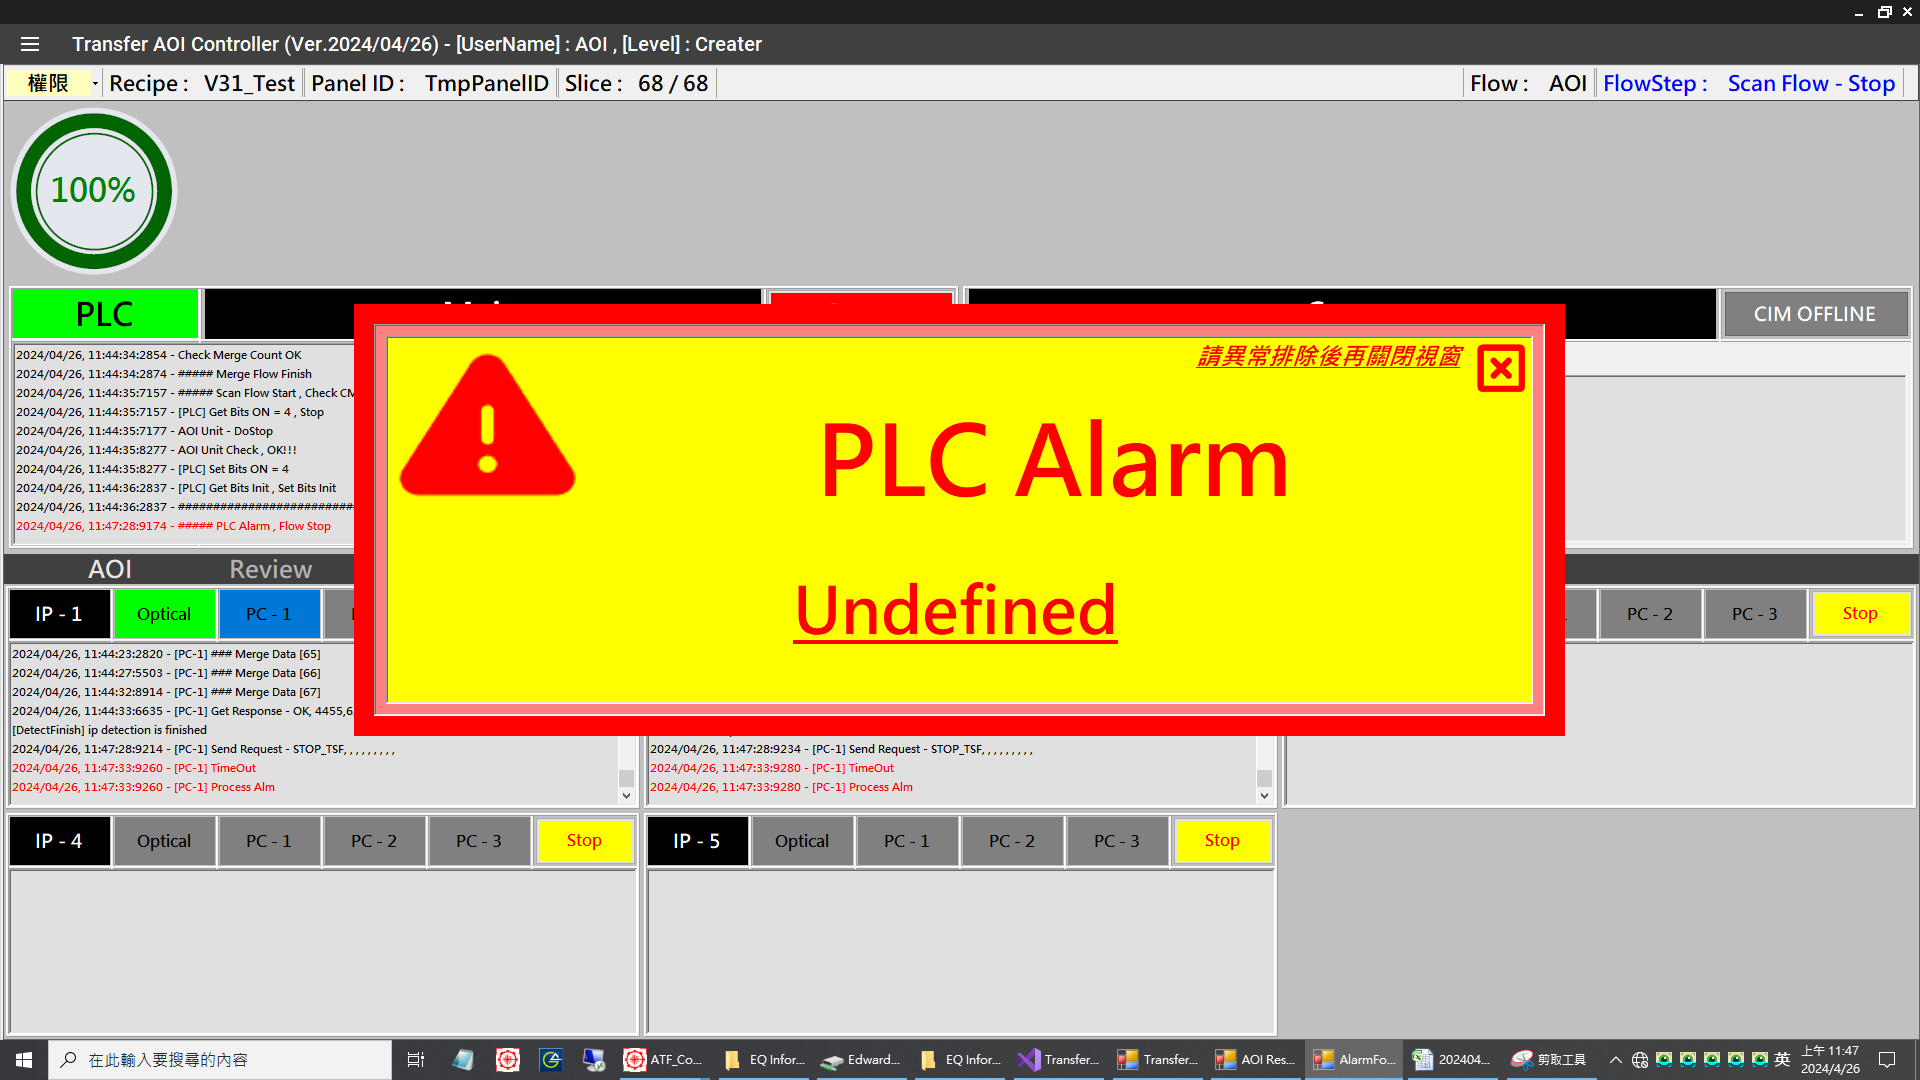 Transfer AOI Controller (Ver.2024/04/26) - [UserName] : AOI , [Level] : Creater
權限 Recipe : V31_Test Panel ID : TmpPanelID Slice : 68 / 68 Flow : AOI FlowStep : Scan Flow - Stop
100%
PLC
CIM OFFLINE
2024/04/26, 11:44:34:2854 - Check Merge Count OK
2024/04/26, 11:44:34:2874 - ##### Merge Flow Finish
2024/04/26, 11:44:35:7157 - ##### Scan Flow Start , Check CM
2024/04/26, 11:44:35:7157 - [PLC] Get Bits ON = 4 , Stop
2024/04/26, 11:44:35:7177 - AOI Unit - DoStop
2024/04/26, 11:44:35:8277 - AOI Unit Check , OK!!!
2024/04/26, 11:44:35:8277 - [PLC] Set Bits ON = 4
2024/04/26, 11:44:36:2837 - [PLC] Get Bits Init , Set Bits Init
2024/04/26, 11:44:36:2837 - #########################
2024/04/26, 11:47:28:9174 - ##### PLC Alarm , Flow Stop
請異常排除後再關閉視窗
PLC Alarm
Undefined
AOI Review
IP - 1 Optical PC - 1
PC - 2 PC - 3 Stop
2024/04/26, 11:44:23:2820 - [PC-1] ### Merge Data [65]
2024/04/26, 11:44:27:5503 - [PC-1] ### Merge Data [66]
2024/04/26, 11:44:32:8914 - [PC-1] ### Merge Data [67]
2024/04/26, 11:44:33:6635 - [PC-1] Get Response - OK, 4455,6
[DetectFinish] ip detection is finished
2024/04/26, 11:47:28:9214 - [PC-1] Send Request - STOP_TSF, , , , , , , , ,
2024/04/26, 11:47:33:9260 - [PC-1] TimeOut
2024/04/26, 11:47:33:9260 - [PC-1] Process Alm
2024/04/26, 11:47:28:9234 - [PC-1] Send Request - STOP_TSF, , , , , , , , ,
2024/04/26, 11:47:33:9280 - [PC-1] TimeOut
2024/04/26, 11:47:33:9280 - [PC-1] Process Alm
IP - 4 Optical PC - 1 PC - 2 PC - 3 Stop
IP - 5 Optical PC - 1 PC - 2 PC - 3 Stop
在此輸入要搜尋的內容
ATF_Co... EQ Infor... Edward... EQ Infor... Transfer... Transfer... AOI Res... AlarmFo... 202404... 剪取工具
英
上午 11:47
2024/4/26